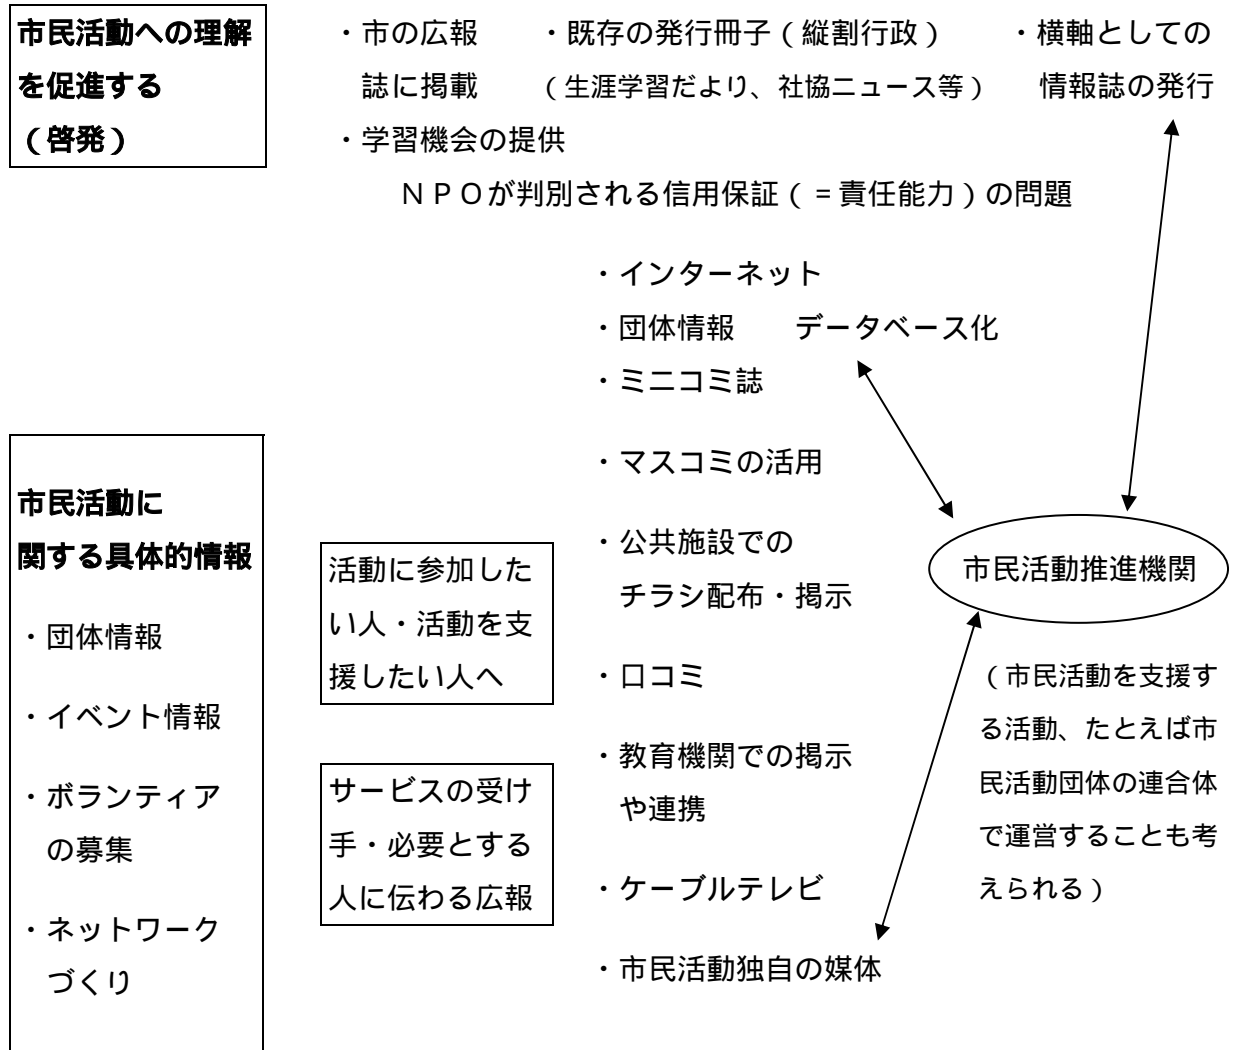 市民活動への理解
を促進する
（啓発）
・市の広報
誌に掲載
・既存の発行冊子（縦割行政）
（生涯学習だより、社協ニュース等）
・横軸としての
情報誌の発行
・学習機会の提供
ＮＰＯが判別される信用保証（＝責任能力）の問題
市民活動に
関する具体的情報
・団体情報
・イベント情報
・ボランティア
の募集
・ネットワーク
づくり
活動に参加した
い人・活動を支
援したい人へ
サービスの受け
手・必要とする
人に伝わる広報
・インターネット
・団体情報　　データベース化
・ミニコミ誌
・マスコミの活用
・公共施設での
チラシ配布・掲示
・口コミ
・教育機関での掲示
や連携
・ケーブルテレビ
・市民活動独自の媒体
市民活動推進機関
（市民活動を支援す
る活動、たとえば市
民活動団体の連合体
で運営することも考
えられる）